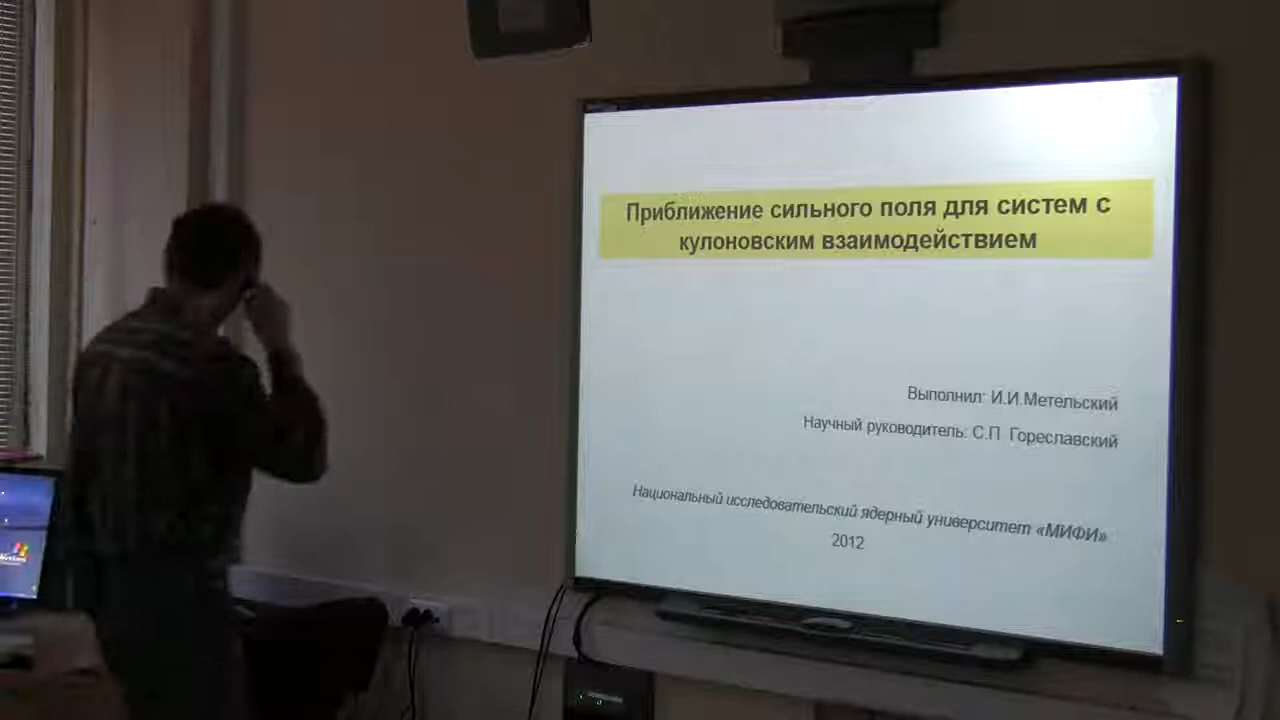 Приближение сильного поля для систем с
кулоновским взаимодействием
Выполнил: И.И.Метельский
Научный руководитель: С.П. Гореславский
Национальный исследовательский ядерный университет «МИФИ»
2012